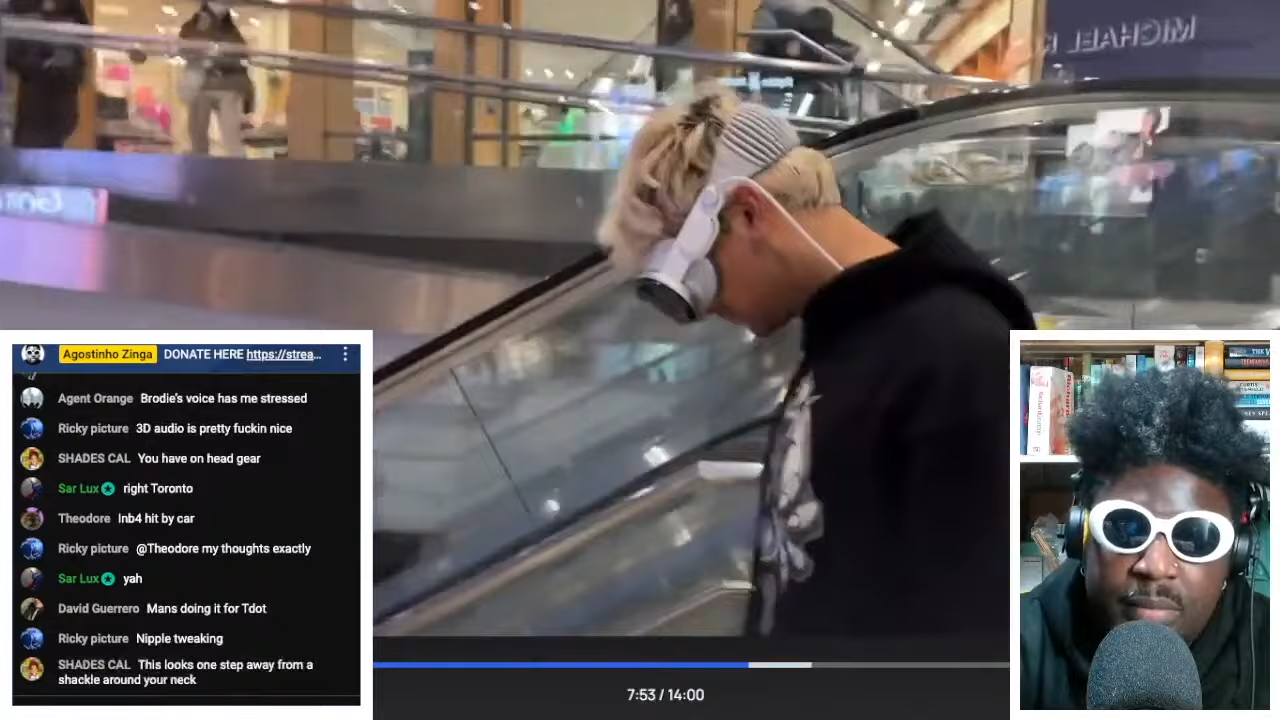 MICHAEL K
Agostinho Zinga DONATE HERE https://strea...
Agent Orange Brodie's voice has me stressed
Ricky picture 3D audio is pretty fuckin nice
SHADES CAL You have on head gear
Sar Lux right Toronto
Theodore Inb4 hit by car
Ricky picture @Theodore my thoughts exactly
Sar Lux yah
David Guerrero Mans doing it for Tdot
Ricky picture Nipple tweaking
SHADES CAL This looks one step away from a
shackle around your neck
7:53 / 14:00